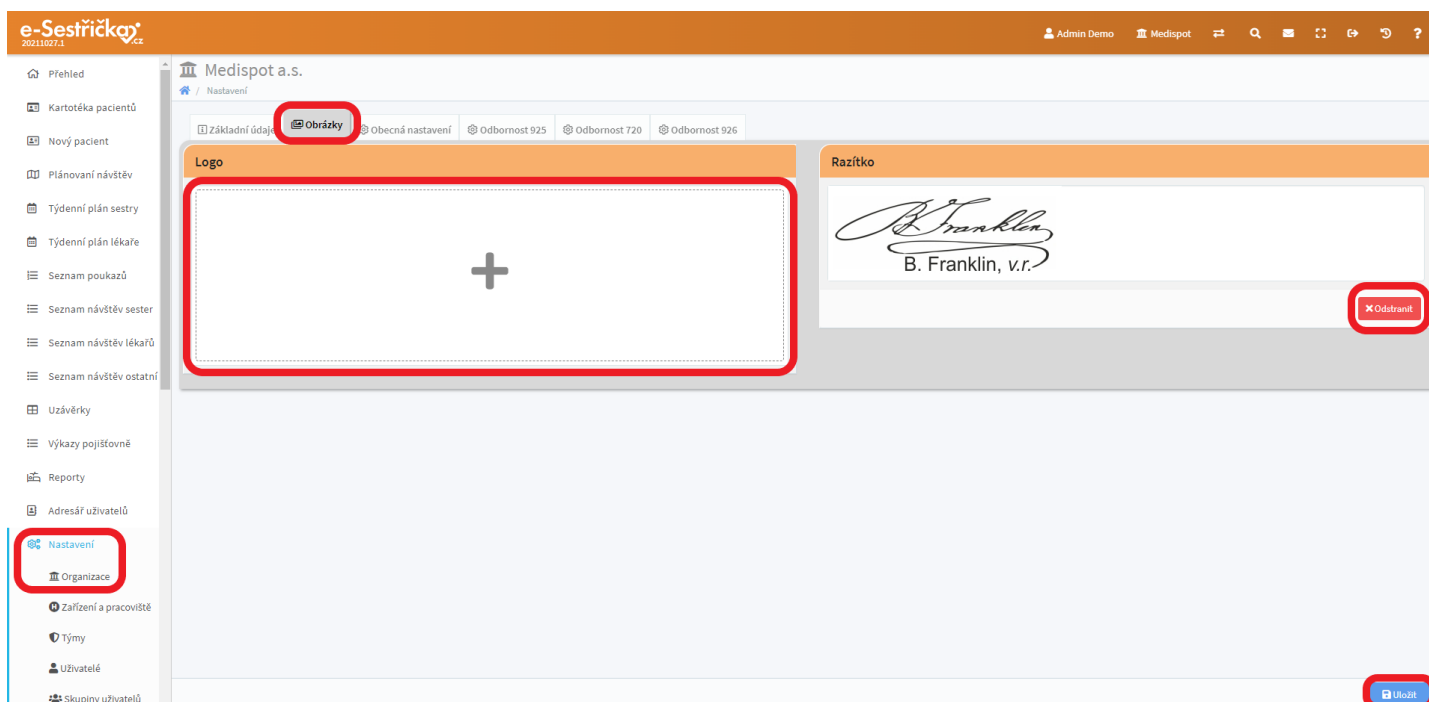 e-Sestřička.cz
20211027.1
Admin Demo
Medispot
?
Přehled
Kartotéka pacientů
Nový pacient
Plánovaní návštěv
Týdenní plán sestry
Týdenní plán lékaře
Seznam poukazů
Seznam návštěv sester
Seznam návštěv lékařů
Seznam návštěv ostatní
Uzávěrky
Výkazy pojišťovně
Reporty
Adresář uživatelů
Nastavení
Organizace
Zařízení a pracoviště
Týmy
Uživatelé
Skupiny uživatelů
Medispot a.s.
/ Nastavení
Základní údaje
Obrázky
Obecná nastavení
Odbornost 925
Odbornost 720
Odbornost 926
Logo
Razítko
B Franklin
B. Franklin, v.r.
Odstranit
Uložit